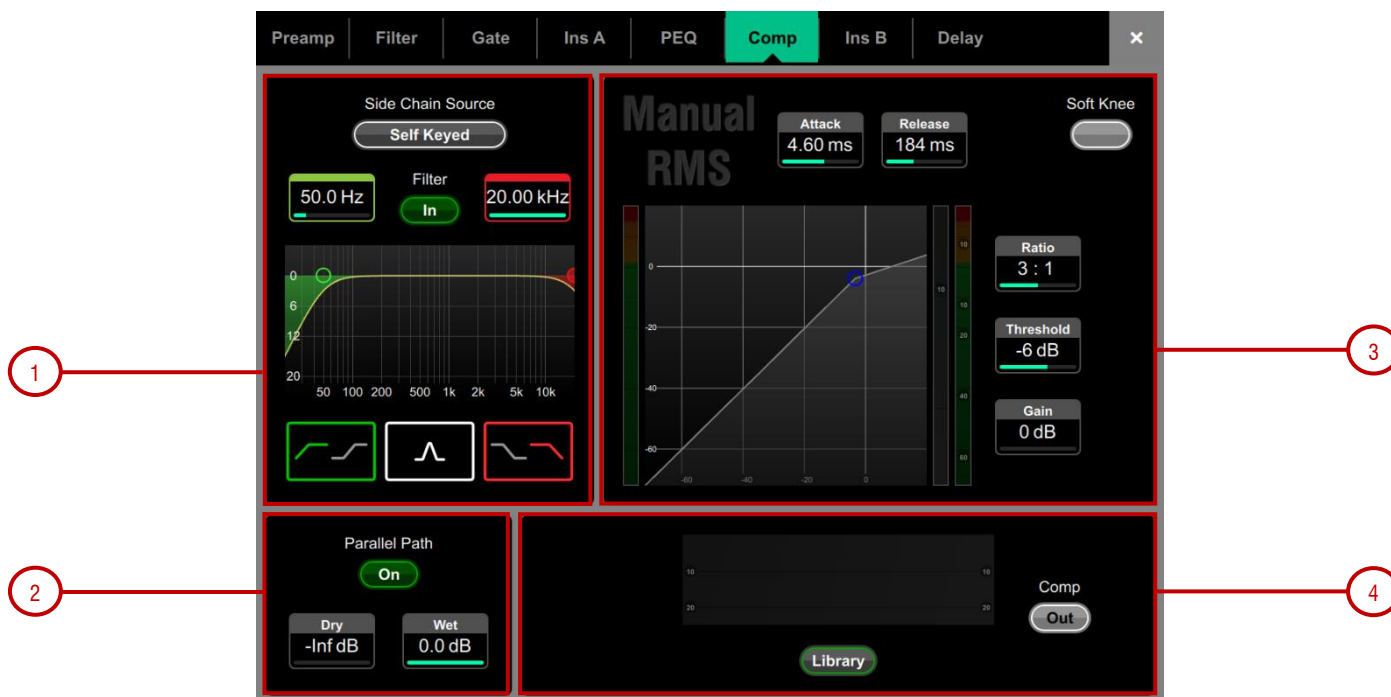 Preamp Filter Gate Ins A PEQ Comp Ins B Delay ×
Side Chain Source
Self Keyed
50.0 Hz
Filter
In
20.00 kHz
0
6
12
20
50 100 200 500 1k 2k 5k 10k
1
Manual
RMS
Attack
4.60 ms
Release
184 ms
Soft Knee
0
-20
-40
-60
-60 -40 -20 0
10
10
10
20
40
60
Ratio
3 : 1
Threshold
-6 dB
Gain
0 dB
3
Parallel Path
On
Dry
-Inf dB
Wet
0.0 dB
2
10 10
20 20
Library
Comp
Out
4